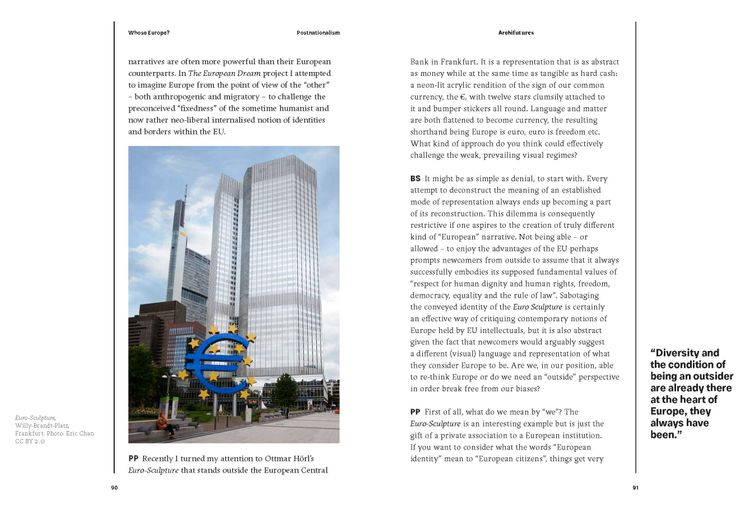 Whose Europe?
Postnationalism
narratives are often more powerful than their European
counterparts. In The European Dream project I attempted
to imagine Europe from the point of view of the “other”
– both anthropogenic and migratory – to challenge the
preconceived “fixedness” of the sometime humanist and
now rather neo-liberal internalised notion of identities
and borders within the EU.
Euro-Sculpture,
Willy-Brandt-Platz,
Frankfurt. Photo: Eric Chan
CC BY 2.0
PP Recently I turned my attention to Ottmar Hörl’s
Euro-Sculpture that stands outside the European Central
90
Archifutures
Bank in Frankfurt. It is a representation that is as abstract
as money while at the same time as tangible as hard cash:
a neon-lit acrylic rendition of the sign of our common
currency, the €, with twelve stars clumsily attached to
it and bumper stickers all round. Language and matter
are both flattened to become currency, the resulting
shorthand being Europe is euro, euro is freedom etc.
What kind of approach do you think could effectively
challenge the weak, prevailing visual regimes?
BS It might be as simple as denial, to start with. Every
attempt to deconstruct the meaning of an established
mode of representation always ends up becoming a part
of its reconstruction. This dilemma is consequently
restrictive if one aspires to the creation of truly different
kind of “European” narrative. Not being able – or
allowed – to enjoy the advantages of the EU perhaps
prompts newcomers from outside to assume that it always
successfully embodies its supposed fundamental values of
“respect for human dignity and human rights, freedom,
democracy, equality and the rule of law”. Sabotaging
the conveyed identity of the Euro Sculpture is certainly
an effective way of critiquing contemporary notions of
Europe held by EU intellectuals, but it is also abstract
given the fact that newcomers would arguably suggest
a different (visual) language and representation of what
they consider Europe to be. Are we, in our position, able
to re-think Europe or do we need an “outside” perspective
in order break free from our biases?
PP First of all, what do we mean by “we”? The
Euro-Sculpture is an interesting example but is just the
gift of a private association to a European institution.
If you want to consider what the words “European
identity” mean to “European citizens”, things get very
“Diversity and
the condition of
being an outsider
are already there
at the heart of
Europe, they
always have
been.”
91